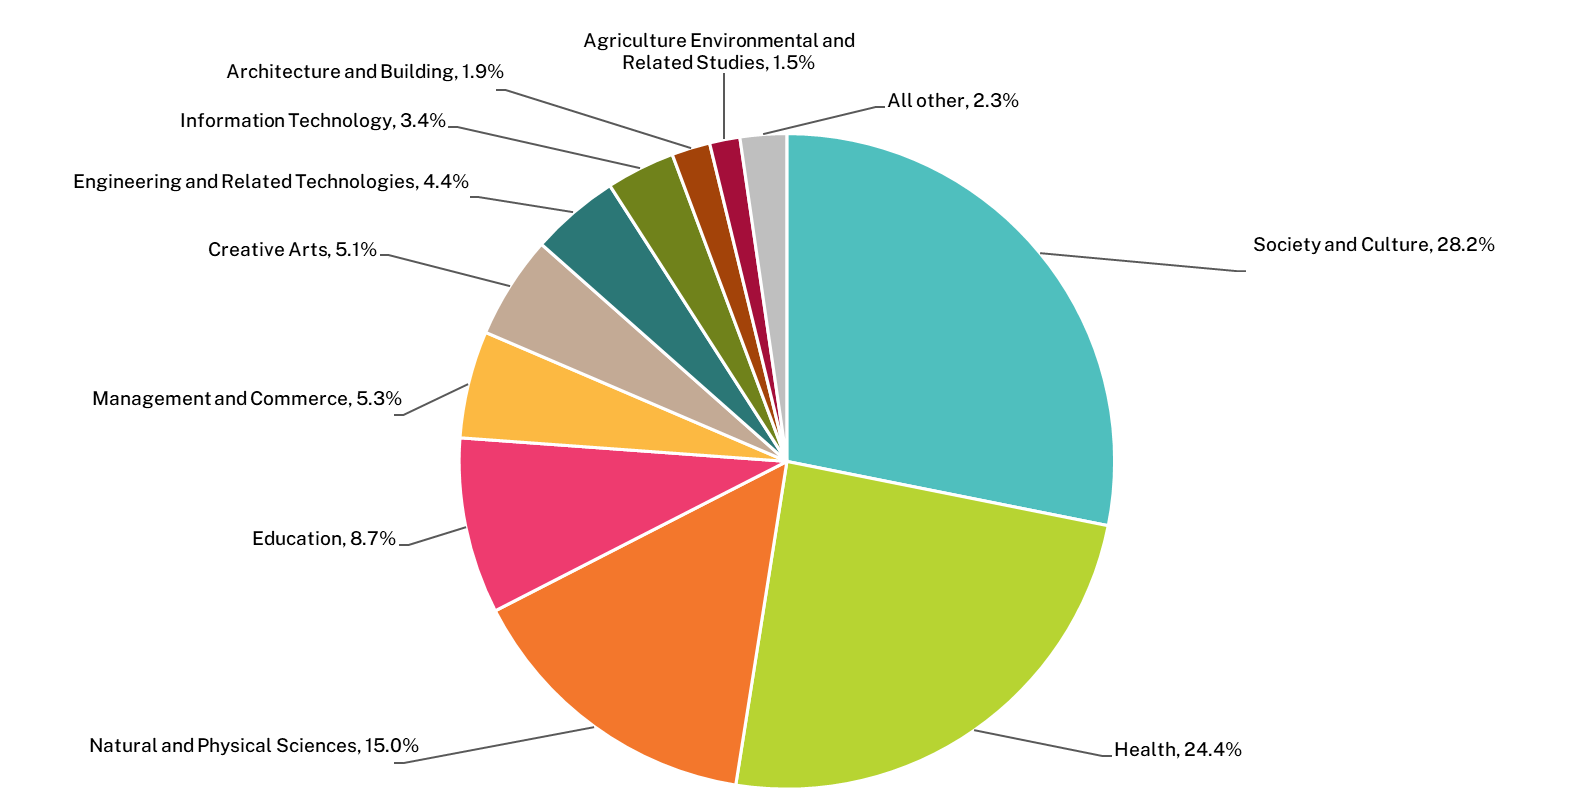 Agriculture Environmental and
Related Studies, 1.5%
Architecture and Building, 1.9%
All other, 2.3%
Information Technology, 3.4%
Engineering and Related Technologies, 4.4%
Society and Culture, 28.2%
Creative Arts, 5.1%
Management and Commerce, 5.3%
Education, 8.7%
Natural and Physical Sciences, 15.0%
Health, 24.4%